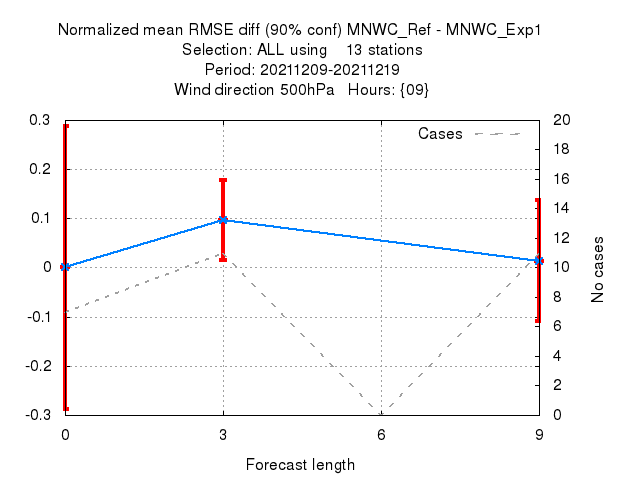 Normalized mean RMSE diff (90% conf) MNWC_Ref - MNWC_Exp1
Selection: ALL using    13 stations
Period: 20211209-20211219
Wind direction 500hPa   Hours: {09}
Cases
0.3
0.2
0.1
0
-0.1
-0.2
-0.3
20
18
16
14
12
10
8
6
4
2
0
No cases
0 3 6 9
Forecast length